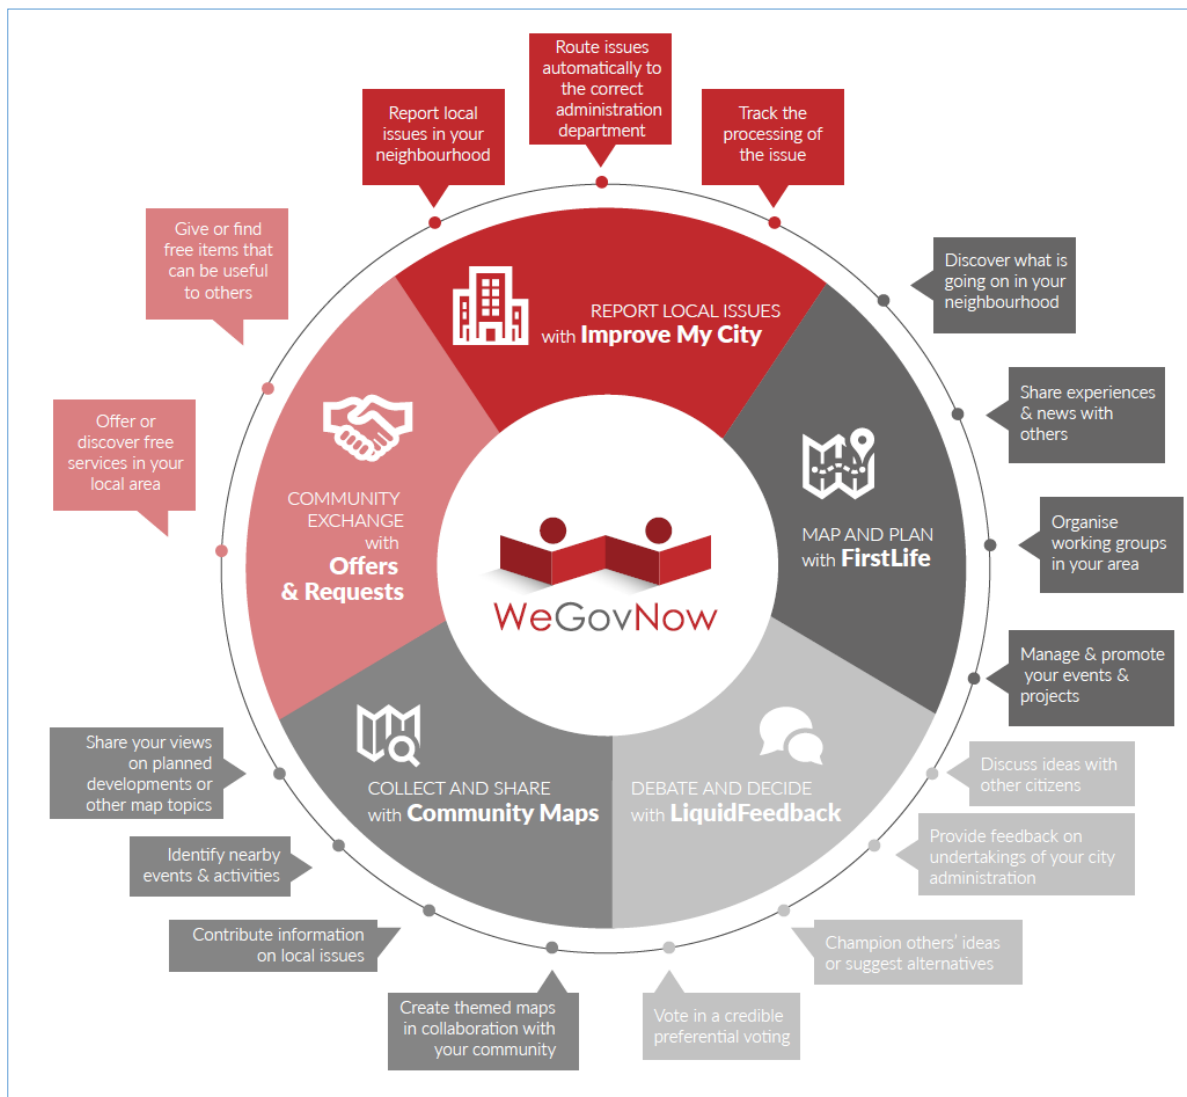 Route issues
automatically to
the correct
administration
department
Report local
issues in your
neighbourhood
Track the
processing of
the issue
Give or find
free items that
can be useful
to others
Discover what is
going on in your
neighbourhood
REPORT LOCAL ISSUES
with Improve My City
Share experiences
& news with
others
Offer or
discover free
services in your
local area
COMMUNITY
EXCHANGE
with
Offers
& Requests
MAP AND PLAN
with FirstLife
Organise
working groups
in your area
WeGovNow
Manage & promote
your events &
projects
Share your views
on planned
developments or
other map topics
COLLECT AND SHARE
with Community Maps
DEBATE AND DECIDE
with LiquidFeedback
Discuss ideas with
other citizens
Identify nearby
events & activities
Provide feedback on
undertakings of your city
administration
Contribute information
on local issues
Champion others' ideas
or suggest alternatives
Create themed maps
in collaboration with
your community
Vote in a credible
preferential voting